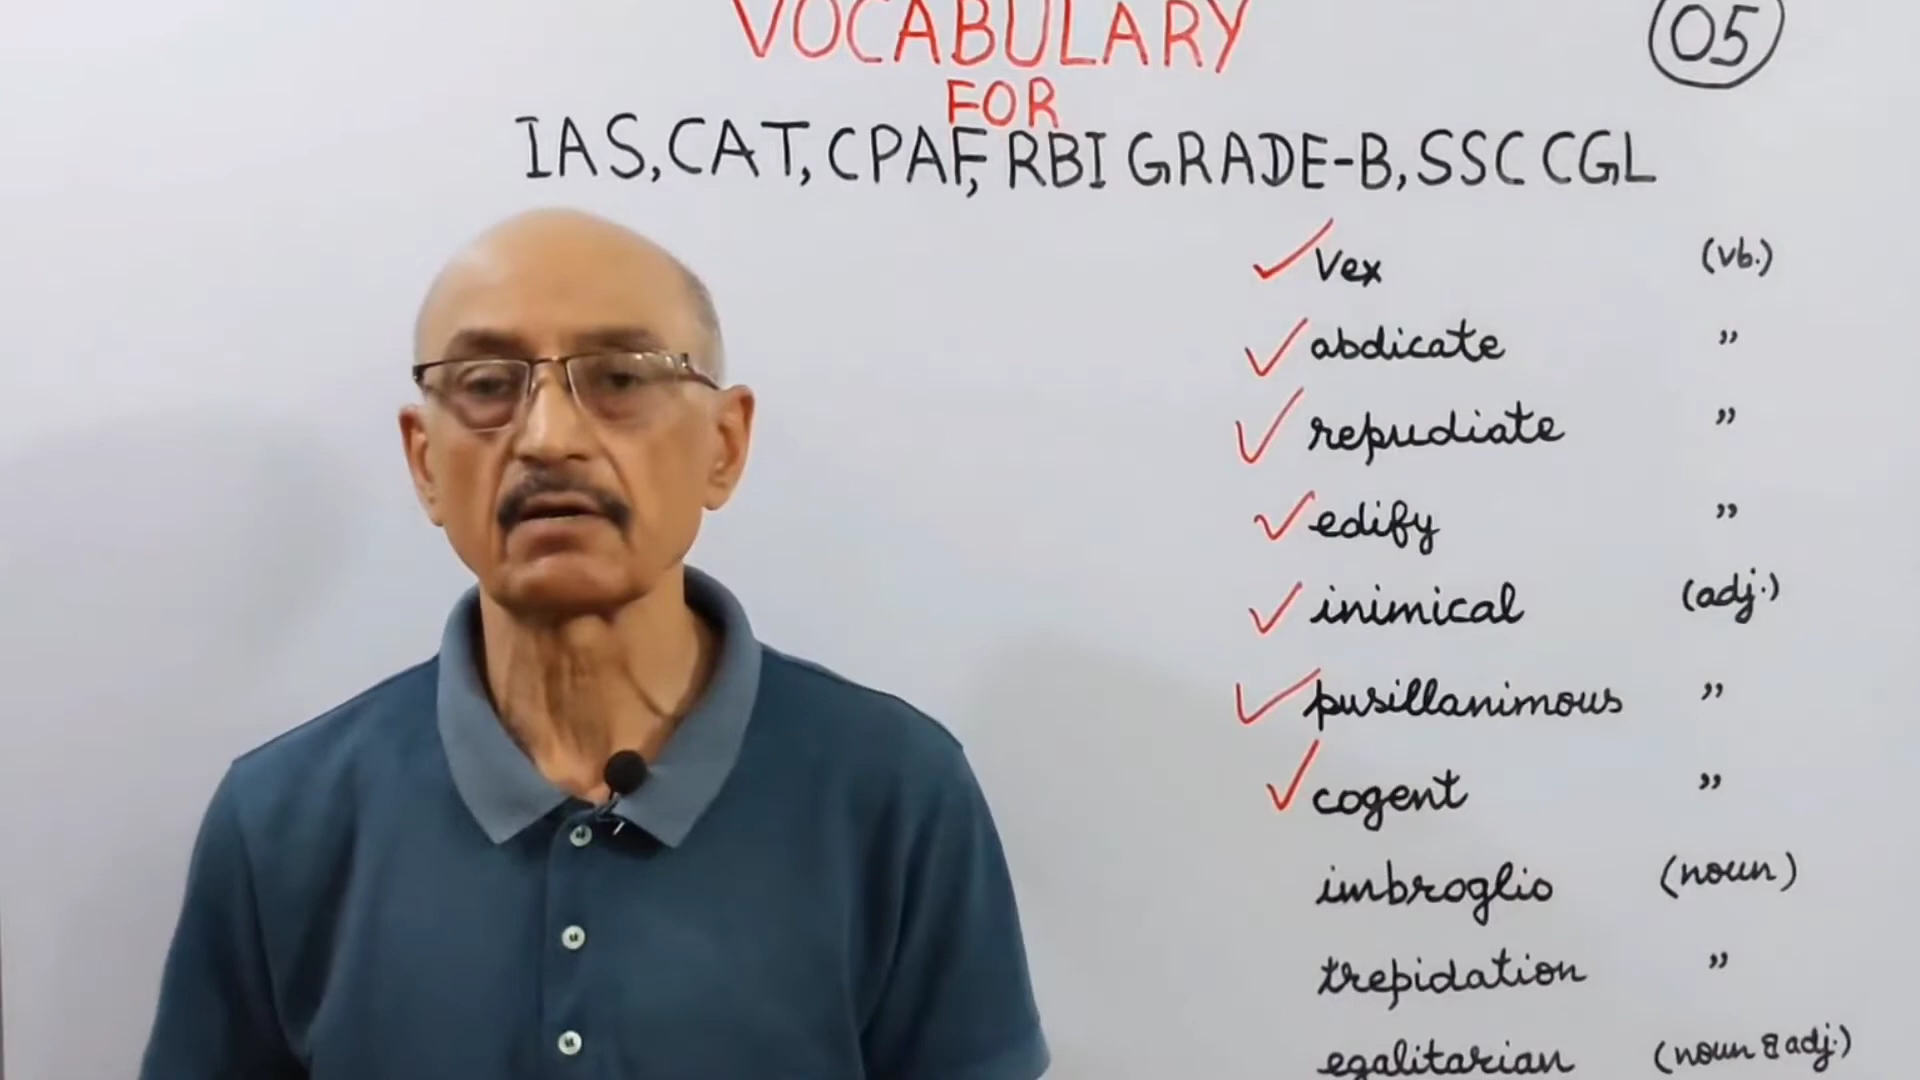 VOCABULARY
05
FOR
IAS, CAT, CPAF, RBI GRADE-B, SSC CGL
Vex (vb.)
abdicate "
repudiate "
edify "
inimical (adj.)
pusillanimous "
cogent "
imbroglio (noun)
trepidation "
egalitarian (noun & adj.)